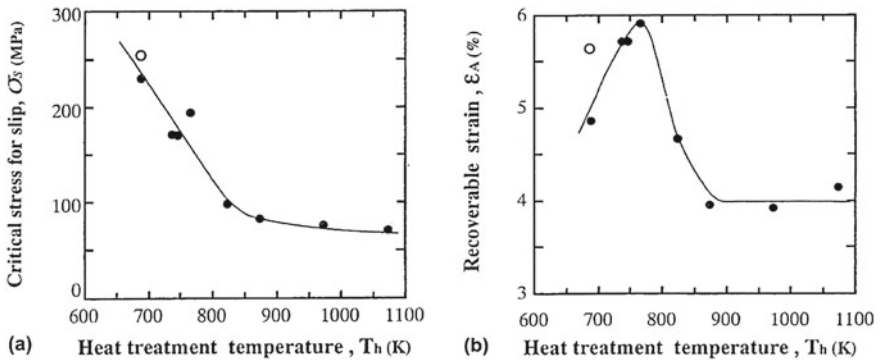 300
200
100
0
Critical stress for slip, σs (MPa)
600 700 800 900 1000 1100
(a) Heat treatment temperature , Th (K)
6
5
4
3
Recoverable strain , εA (%)
600 700 800 900 1000 1100
(b) Heat treatment temperature , Th (K)